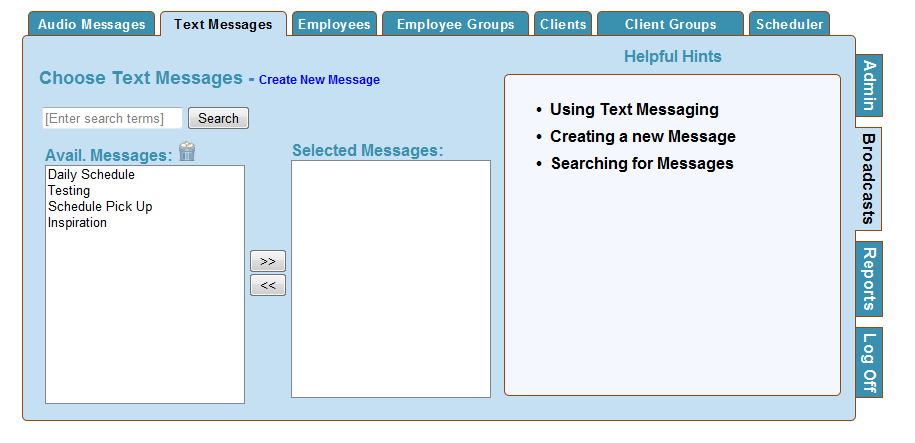 Audio Messages Text Messages Employees Employee Groups Clients Client Groups Scheduler
Choose Text Messages - Create New Message
[Enter search terms] Search
Avail. Messages:
Daily Schedule
Testing
Schedule Pick Up
Inspiration
>>
<<
Selected Messages:
Helpful Hints
• Using Text Messaging
• Creating a new Message
• Searching for Messages
Admin
Broadcasts
Reports
Log Off